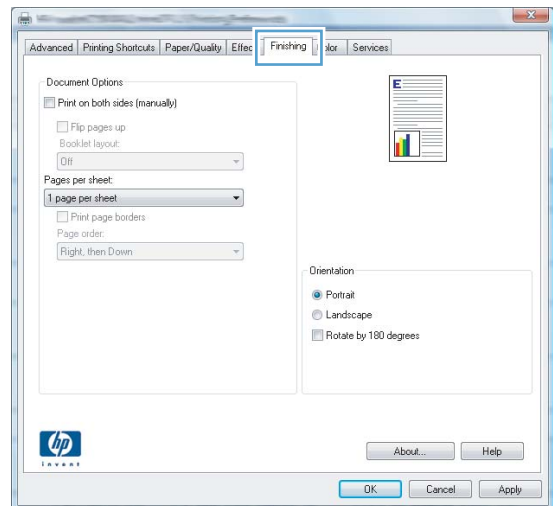 Advanced Printing Shortcuts Paper/Quality Effec Finishing olor Services
Document Options
Print on both sides (manually)
Flip pages up
Booklet layout:
Off
Pages per sheet:
1 page per sheet
Print page borders
Page order:
Right, then Down
E
Orientation
Portrait
Landscape
Rotate by 180 degrees
hp
invent
About... Help
OK Cancel Apply